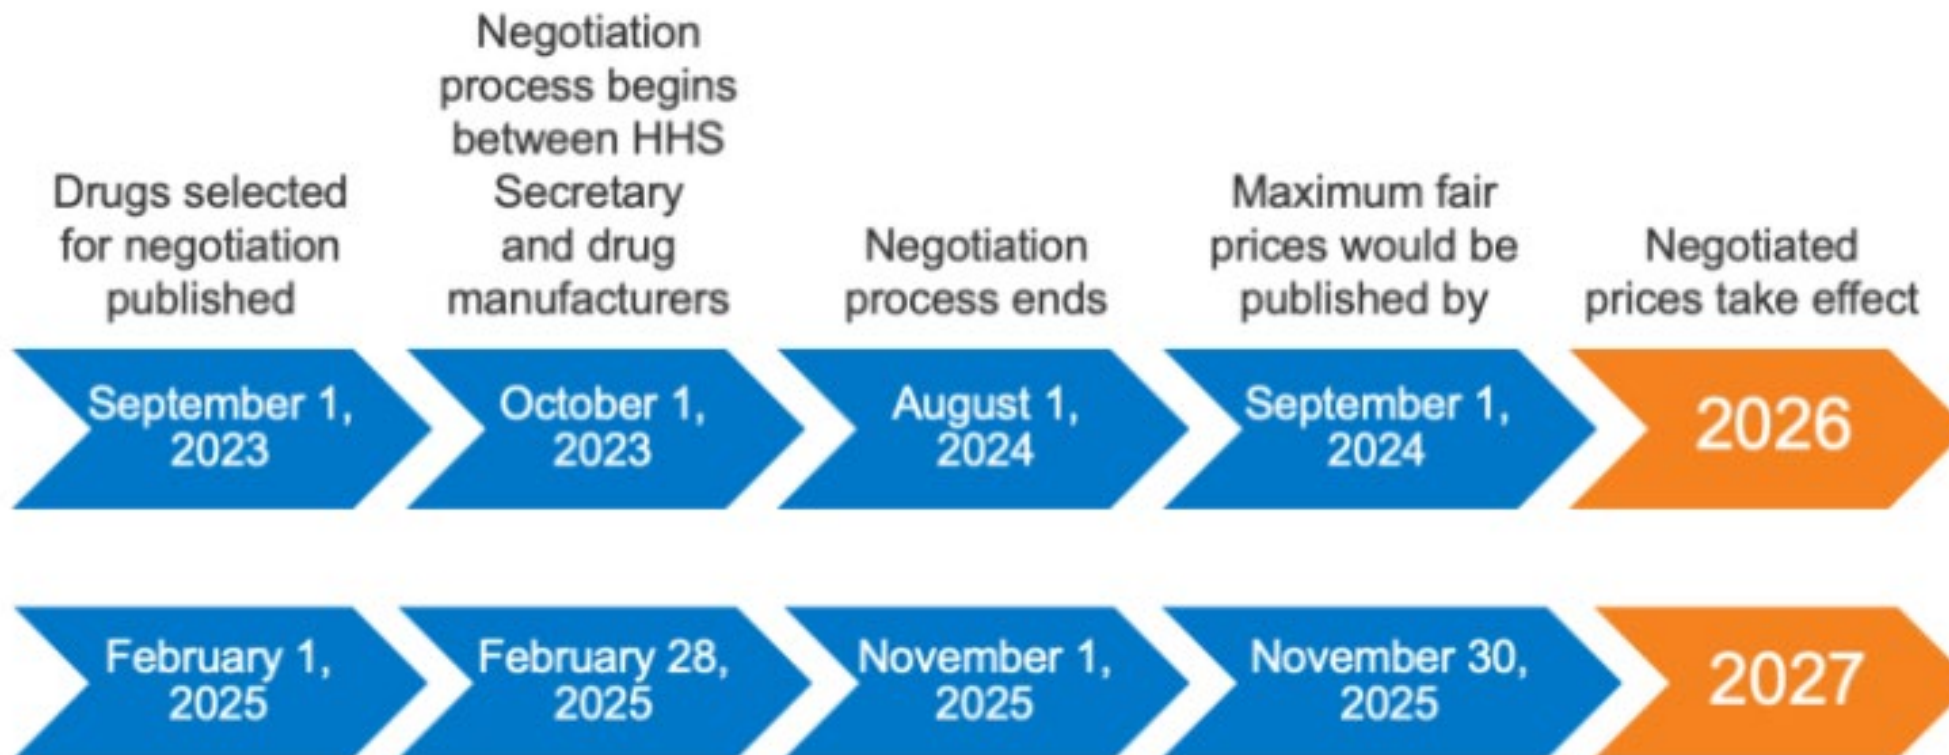 Drugs selected
for negotiation
published
Negotiation
process begins
between HHS
Secretary
and drug
manufacturers
Negotiation
process ends
Maximum fair
prices would be
published by
Negotiated
prices take effect
September 1,
2023
October 1,
2023
August 1,
2024
September 1,
2024
2026
February 1,
2025
February 28,
2025
November 1,
2025
November 30,
2025
2027